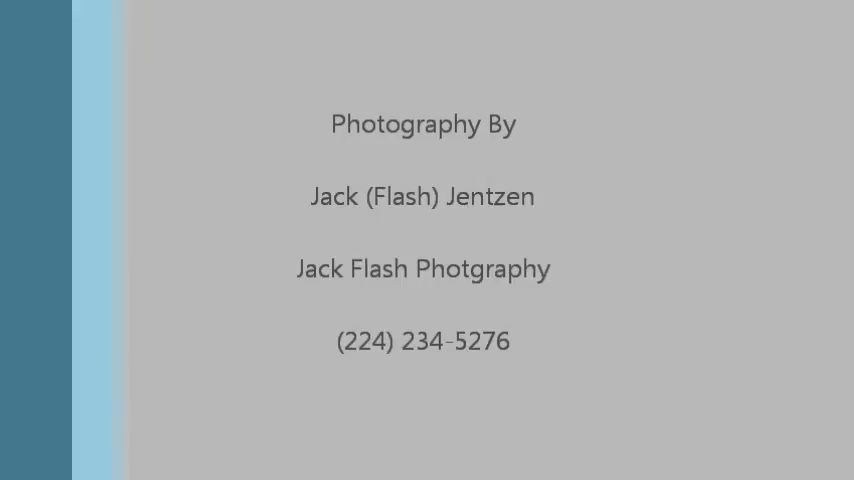 Photography By
Jack (Flash) Jentzen
Jack Flash Photgraphy
(224) 234-5276